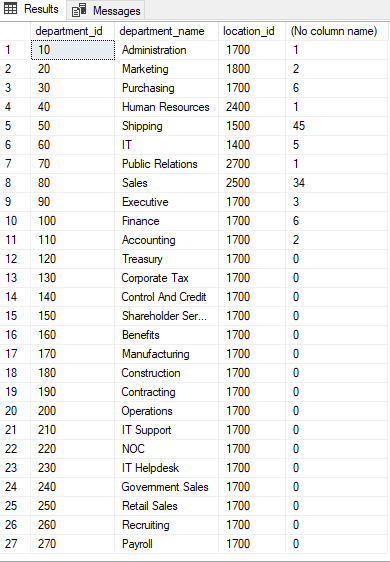 Results Messages
department_id department_name location_id (No column name)
1 10 Administration 1700 1
2 20 Marketing 1800 2
3 30 Purchasing 1700 6
4 40 Human Resources 2400 1
5 50 Shipping 1500 45
6 60 IT 1400 5
7 70 Public Relations 2700 1
8 80 Sales 2500 34
9 90 Executive 1700 3
10 100 Finance 1700 6
11 110 Accounting 1700 2
12 120 Treasury 1700 0
13 130 Corporate Tax 1700 0
14 140 Control And Credit 1700 0
15 150 Shareholder Ser... 1700 0
16 160 Benefits 1700 0
17 170 Manufacturing 1700 0
18 180 Construction 1700 0
19 190 Contracting 1700 0
20 200 Operations 1700 0
21 210 IT Support 1700 0
22 220 NOC 1700 0
23 230 IT Helpdesk 1700 0
24 240 Government Sales 1700 0
25 250 Retail Sales 1700 0
26 260 Recruiting 1700 0
27 270 Payroll 1700 0